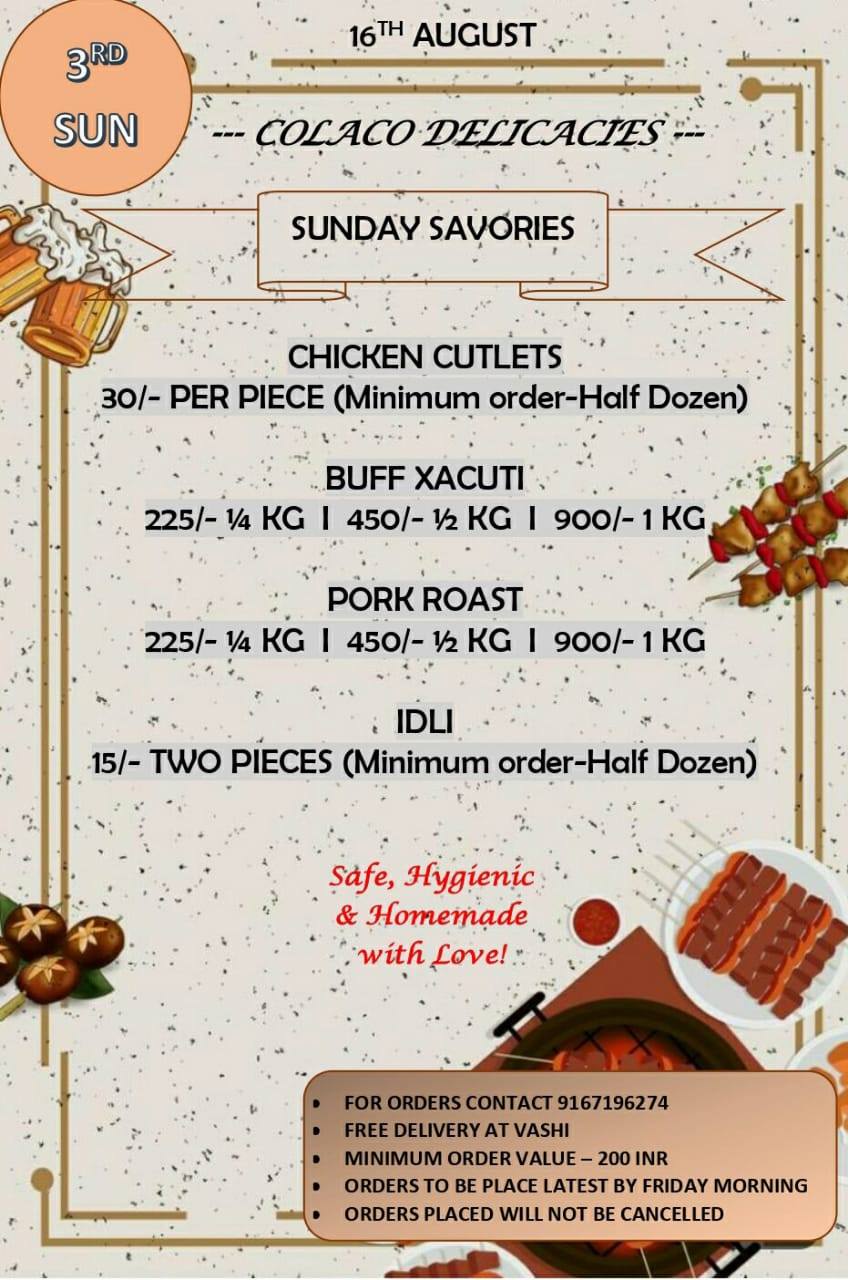 3RD
SUN
16TH AUGUST
--- COLACO DELICACIES ---
SUNDAY SAVORIES
CHICKEN CUTLETS
30/- PER PIECE (Minimum order-Half Dozen)
BUFF XACUTI
225/- ¼ KG I 450/- ½ KG I 900/- 1 KG
PORK ROAST
225/- ¼ KG I 450/- ½ KG I 900/- 1 KG
IDLI
15/- TWO PIECES (Minimum order-Half Dozen)
Safe, Hygienic
& Homemade
with Love!
• FOR ORDERS CONTACT 9167196274
• FREE DELIVERY AT VASHI
• MINIMUM ORDER VALUE – 200 INR
• ORDERS TO BE PLACE LATEST BY FRIDAY MORNING
• ORDERS PLACED WILL NOT BE CANCELLED